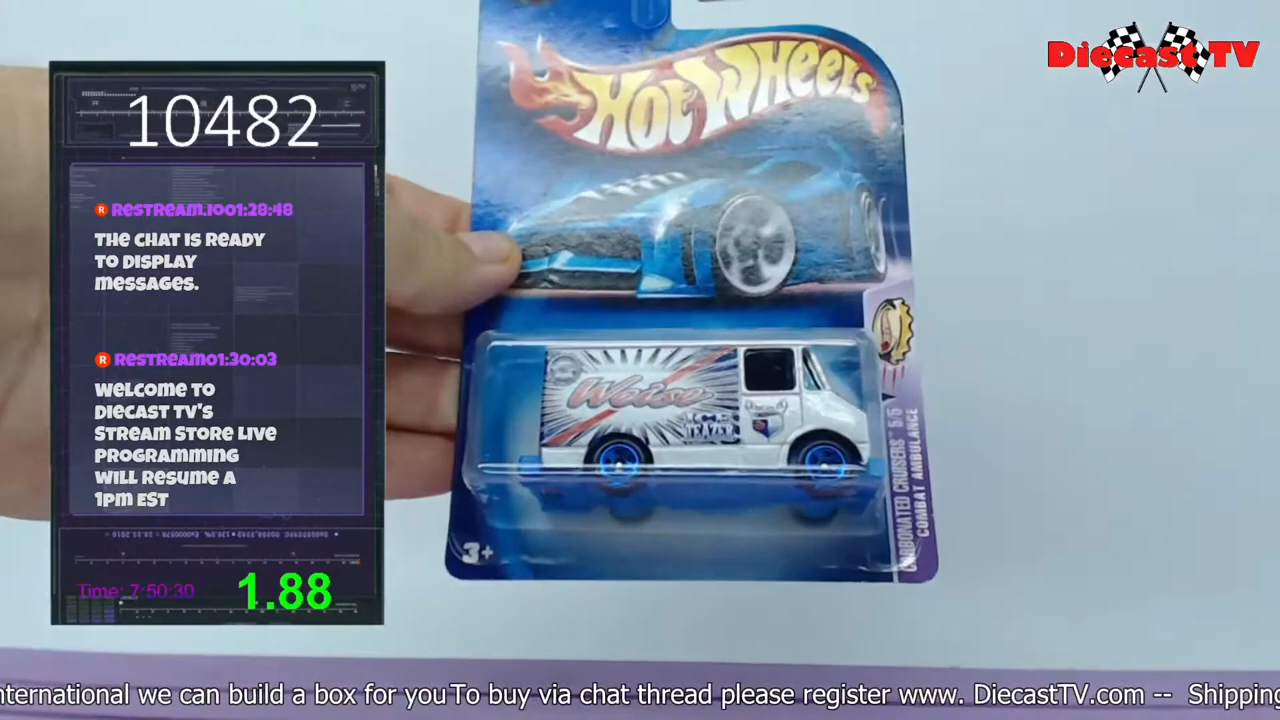 10482
Restream.io01:28:48
The chat is ready
to display
messages.
Restream01:30:03
Welcome to
Diecast TV's
Stream Store Live
Programming
will resume a
1pm EST
Time: 7:50:30
1.88
Hot Wheels
TEAZER
3+
CARBONATED CRUISERS 5/5
COMBAT AMBULANCE
Diecast TV
nternational we can build a box for you To buy via chat thread please register www. DiecastTV.com -- Shipping